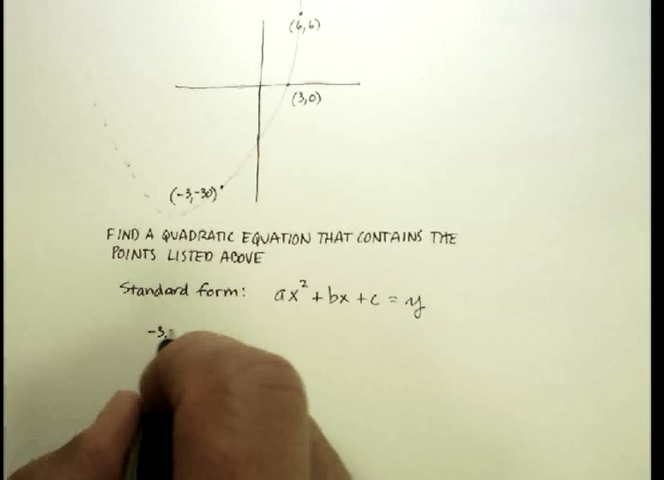 (6,6)
(3,0)
(-3,-30)
FIND A QUADRATIC EQUATION THAT CONTAINS THE
POINTS LISTED ABOVE
Standard form: ax² + bx + c = y
-3,